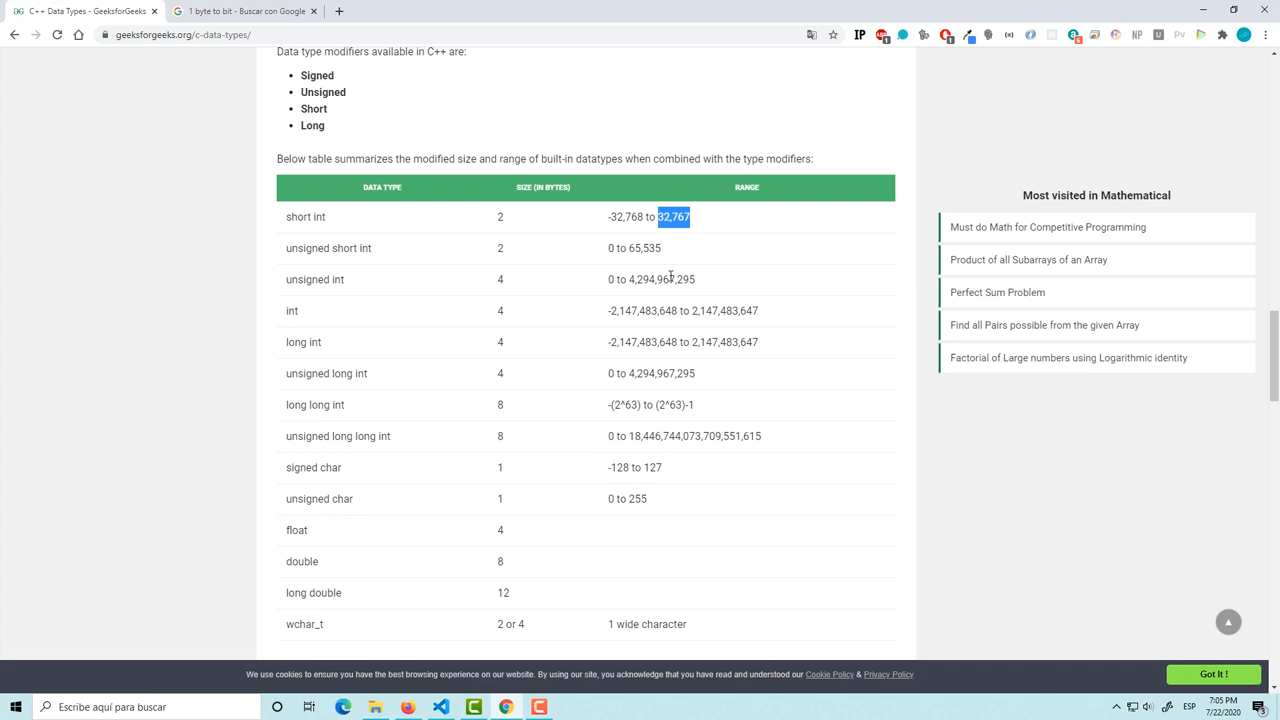 C++ Data Types - GeeksforGeeks
1 byte to bit - Buscar con Google
geeksforgeeks.org/c-data-types/
IP
NP
Pv
Data type modifiers available in C++ are:
Signed
Unsigned
Short
Long
Below table summarizes the modified size and range of built-in datatypes when combined with the type modifiers:
DATA TYPE SIZE (IN BYTES) RANGE
short int 2 -32,768 to 32,767
unsigned short int 2 0 to 65,535
unsigned int 4 0 to 4,294,967,295
int 4 -2,147,483,648 to 2,147,483,647
long int 4 -2,147,483,648 to 2,147,483,647
unsigned long int 4 0 to 4,294,967,295
long long int 8 -(2^63) to (2^63)-1
unsigned long long int 8 0 to 18,446,744,073,709,551,615
signed char 1 -128 to 127
unsigned char 1 0 to 255
float 4
double 8
long double 12
wchar_t 2 or 4 1 wide character
Most visited in Mathematical
Must do Math for Competitive Programming
Product of all Subarrays of an Array
Perfect Sum Problem
Find all Pairs possible from the given Array
Factorial of Large numbers using Logarithmic identity
We use cookies to ensure you have the best browsing experience on our website. By using our site, you acknowledge that you have read and understood our Cookie Policy & Privacy Policy
Got It !
Escribe aquí para buscar
ESP
7:05 PM
7/22/2020